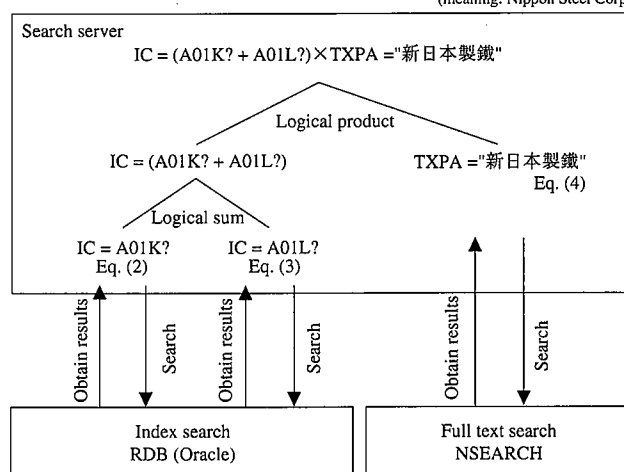 (meaning: Nippon Steel Corp
Search server
IC = (A01K? + A01L?)×TXPA ="新日本製鐵"
Logical product
IC = (A01K? + A01L?)
TXPA ="新日本製鐵"
Eq. (4)
Logical sum
IC = A01K?
Eq. (2)
IC = A01L?
Eq. (3)
Obtain results
Search
Obtain results
Search
Obtain results
Search
Index search
RDB (Oracle)
Full text search
NSEARCH